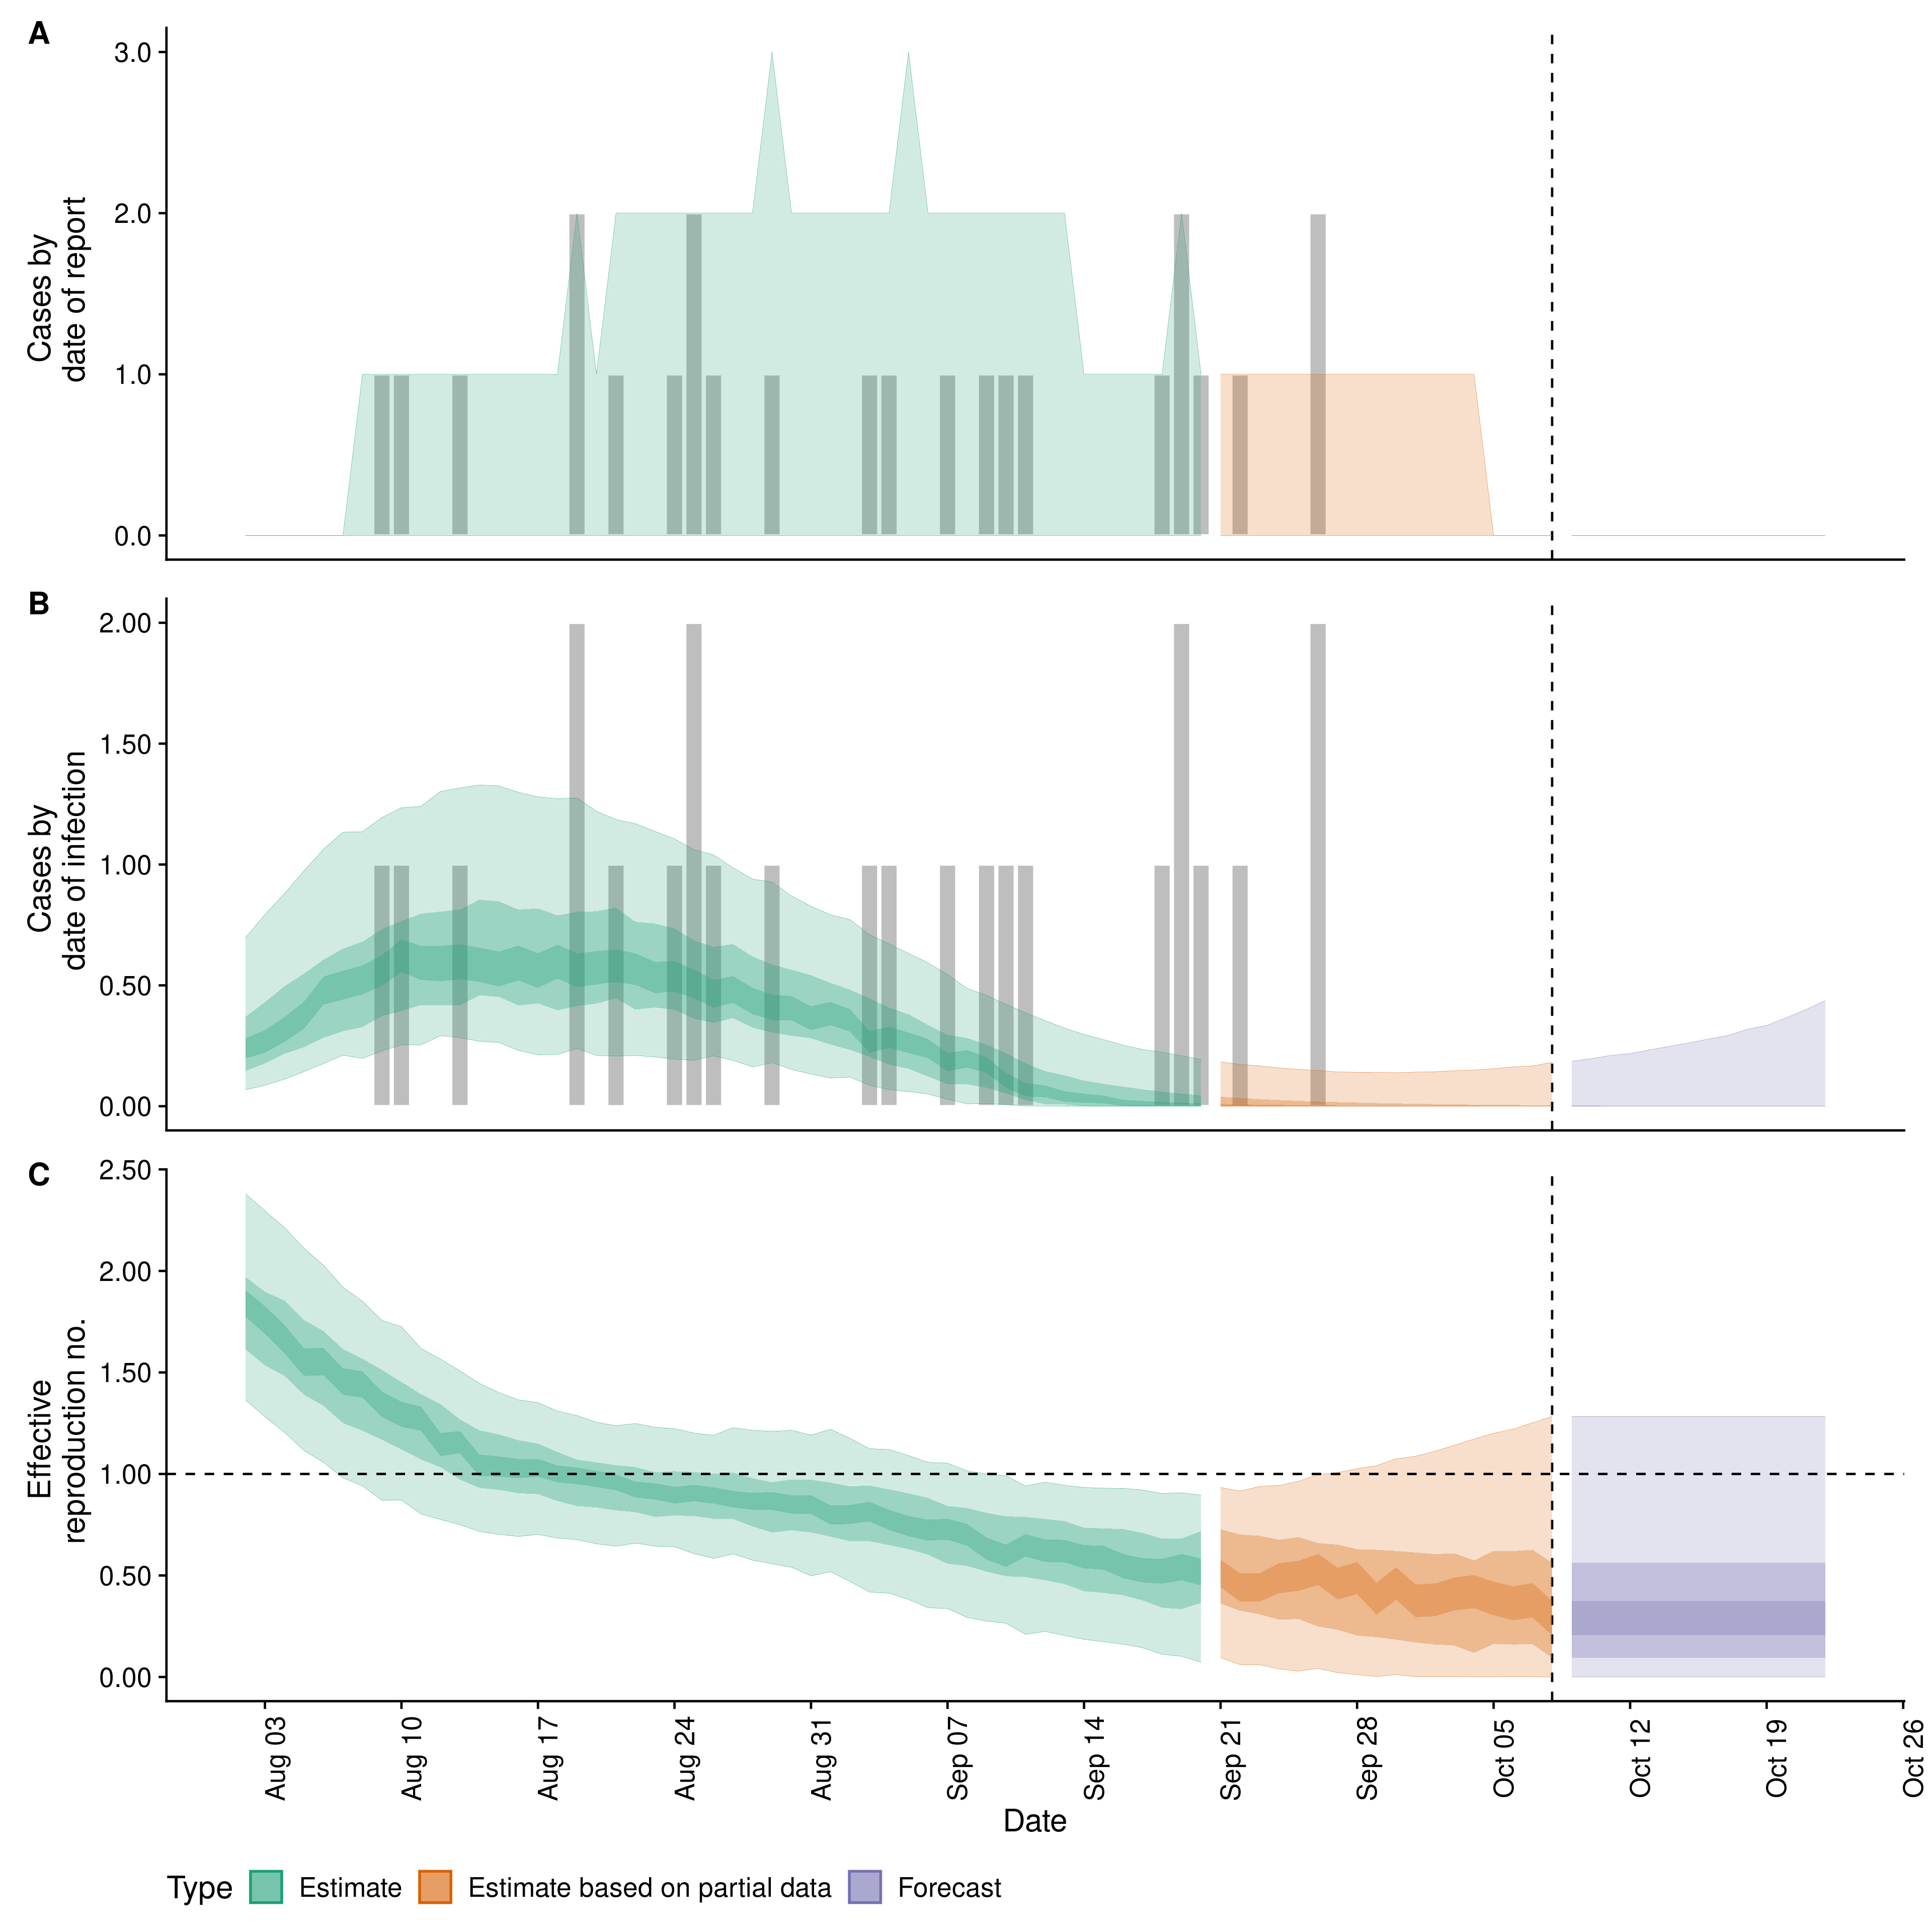 A
3.0
2.0
1.0
0.0
Cases by
date of report
B
2.00
1.50
1.00
0.50
0.00
Cases by
date of infection
C
2.50
2.00
1.50
1.00
0.50
0.00
Effective
reproduction no.
Aug 03
Aug 10
Aug 17
Aug 24
Aug 31
Sep 07
Sep 14
Sep 21
Sep 28
Oct 05
Oct 12
Oct 19
Oct 26
Date
Type Estimate Estimate based on partial data Forecast